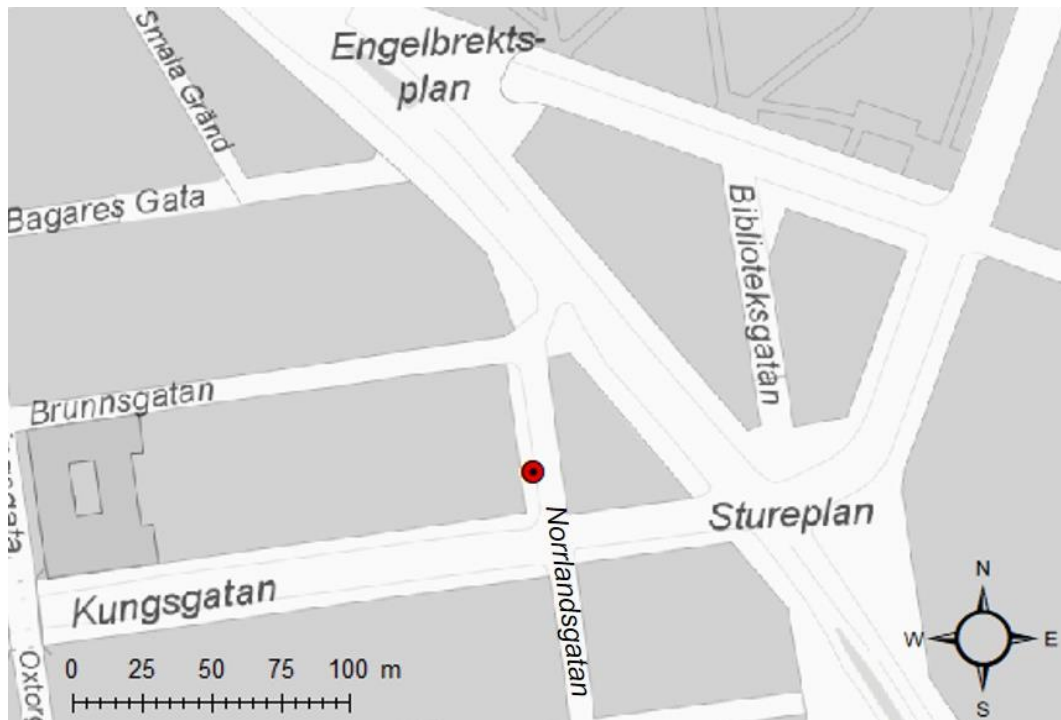 Smala Gränd
Engelbrekts-
plan
Bagares Gata
Biblioteksgatan
Brunnsgatan
Stureplan
Norrlandsgatan
Kungsgatan
N
W
E
S
0 25 50 75 100 m